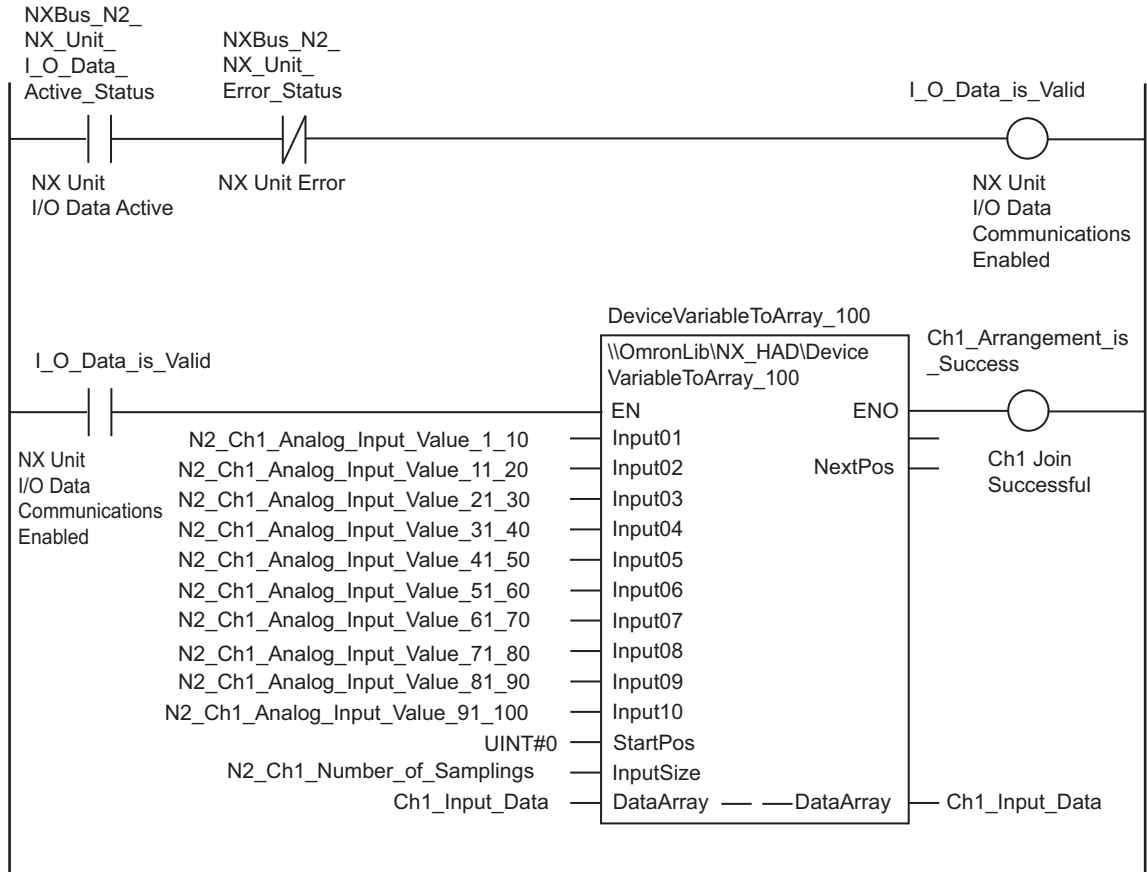 NXBus_N2_
NX_Unit_
I_O_Data_
Active_Status
NXBus_N2_
NX_Unit_
Error_Status
I_O_Data_is_Valid
NX Unit
I/O Data Active
NX Unit Error
NX Unit
I/O Data
Communications
Enabled
DeviceVariableToArray_100
I_O_Data_is_Valid
\\OmronLib\NX_HAD\Device
VariableToArray_100
Ch1_Arrangement_is
_Success
EN
ENO
NX Unit
I/O Data
Communications
Enabled
N2_Ch1_Analog_Input_Value_1_10
Input01
N2_Ch1_Analog_Input_Value_11_20
Input02
NextPos
Ch1 Join
Successful
N2_Ch1_Analog_Input_Value_21_30
Input03
N2_Ch1_Analog_Input_Value_31_40
Input04
N2_Ch1_Analog_Input_Value_41_50
Input05
N2_Ch1_Analog_Input_Value_51_60
Input06
N2_Ch1_Analog_Input_Value_61_70
Input07
N2_Ch1_Analog_Input_Value_71_80
Input08
N2_Ch1_Analog_Input_Value_81_90
Input09
N2_Ch1_Analog_Input_Value_91_100
Input10
UINT#0
StartPos
N2_Ch1_Number_of_Samplings
InputSize
Ch1_Input_Data
DataArray
DataArray
Ch1_Input_Data